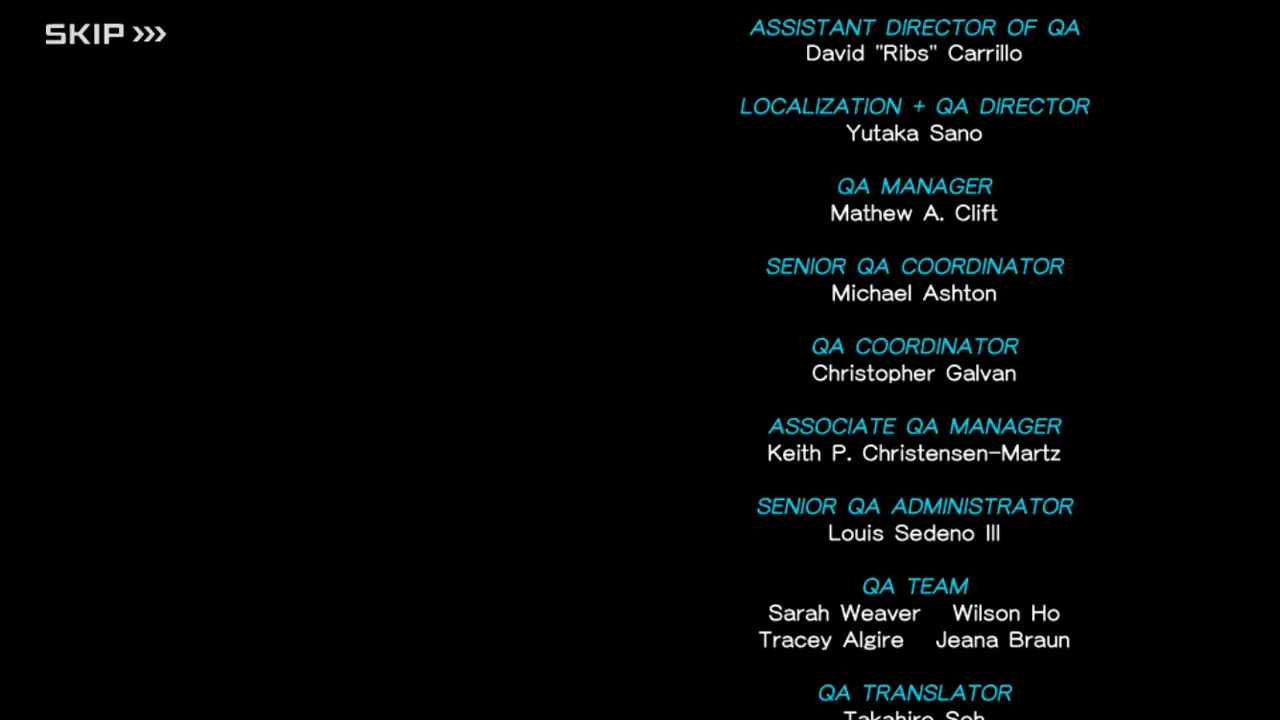 SKIP >>>
ASSISTANT DIRECTOR OF QA
David "Ribs" Carrillo
LOCALIZATION + QA DIRECTOR
Yutaka Sano
QA MANAGER
Mathew A. Clift
SENIOR QA COORDINATOR
Michael Ashton
QA COORDINATOR
Christopher Galvan
ASSOCIATE QA MANAGER
Keith P. Christensen-Martz
SENIOR QA ADMINISTRATOR
Louis Sedeno III
QA TEAM
Sarah Weaver Wilson Ho
Tracey Algire Jeana Braun
QA TRANSLATOR
Takahiro